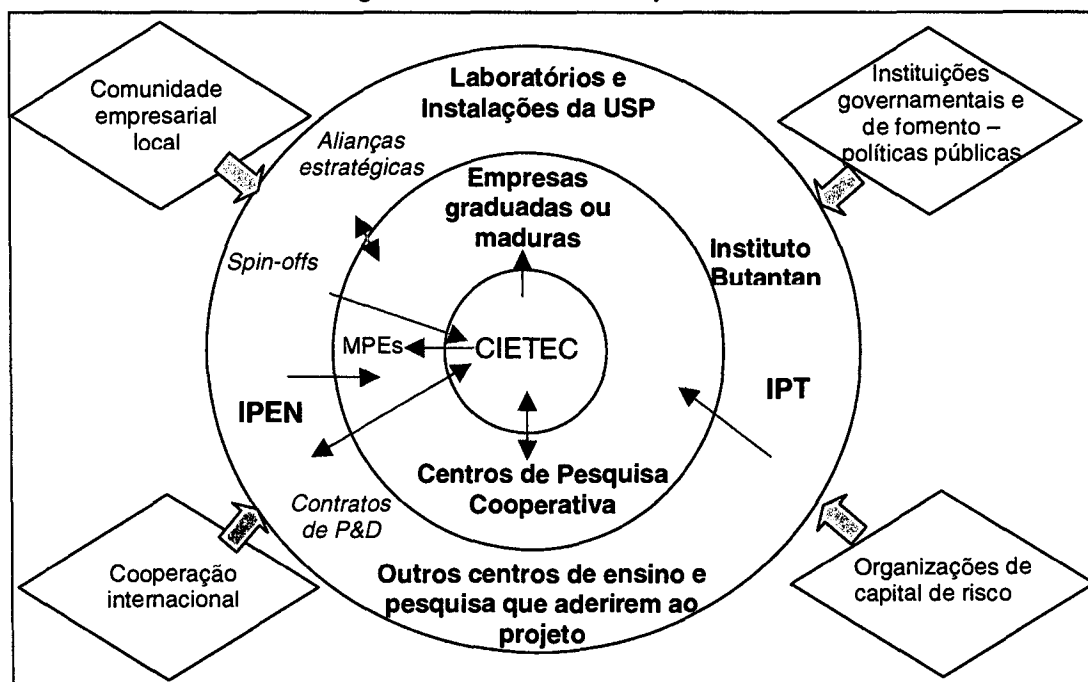 Comunidade
empresarial
local
Laboratórios e
Instalações da USP
Instituições
governamentais e
de fomento –
políticas públicas
Alianças
estratégicas
Empresas
graduadas ou
maduras
Spin-offs
Instituto
Butantan
MPEs
CIETEC
IPEN
IPT
Centros de Pesquisa
Cooperativa
Contratos
de P&D
Cooperação
internacional
Outros centros de ensino e
pesquisa que aderirem ao
projeto
Organizações de
capital de risco